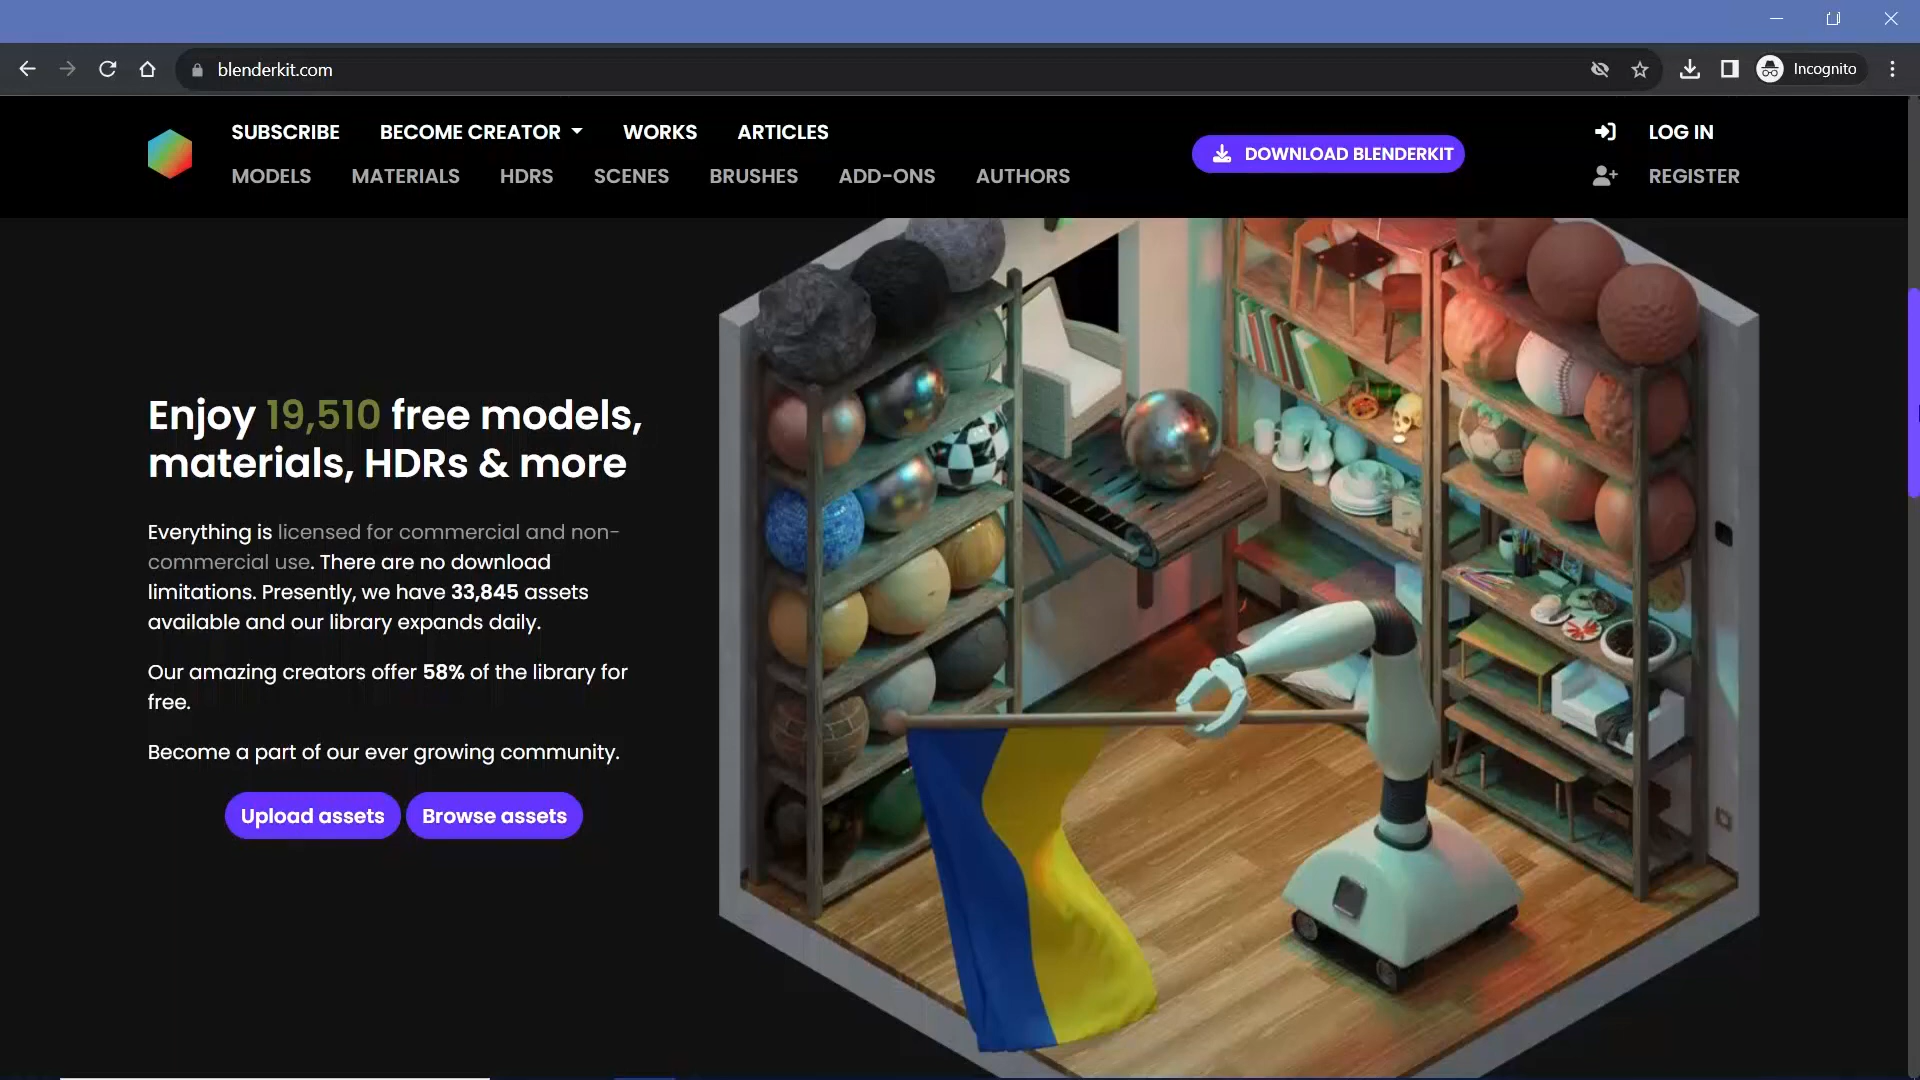 blenderkit.com
Incognito
SUBSCRIBE BECOME CREATOR WORKS ARTICLES
LOG IN
DOWNLOAD BLENDERKIT
MODELS MATERIALS HDRS SCENES BRUSHES ADD-ONS AUTHORS
REGISTER
Enjoy 19,510 free models,
materials, HDRs & more
Everything is licensed for commercial and non-
commercial use. There are no download
limitations. Presently, we have 33,845 assets
available and our library expands daily.
Our amazing creators offer 58% of the library for
free.
Become a part of our ever growing community.
Upload assets Browse assets